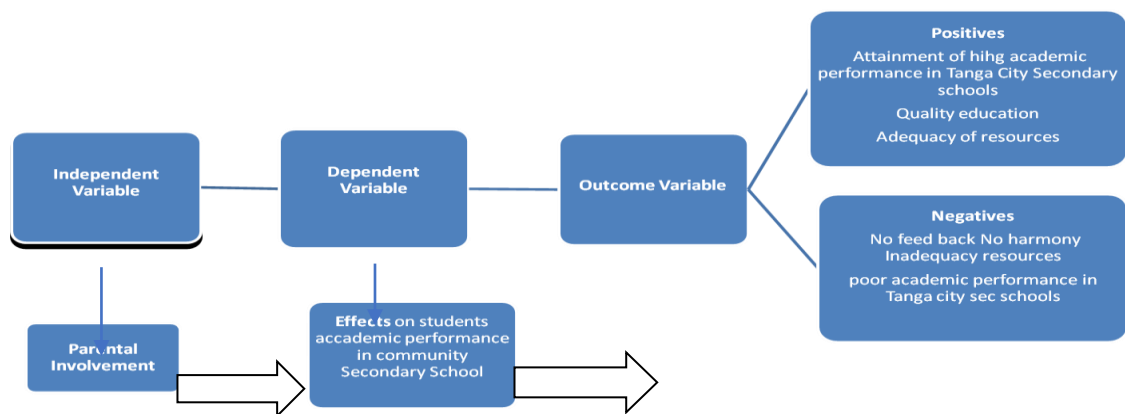 Independent
Variable
Dependent
Variable
Outcome Variable
Positives
Attainment of hihg academic
performance in Tanga City Secondary
schools
Quality education
Adequacy of resources
Negatives
No feed back No harmony
Inadequacy resources
poor academic performance in
Tanga city sec schools
Parental
Involvement
Effects on students
accademic performance
in community
Secondary School